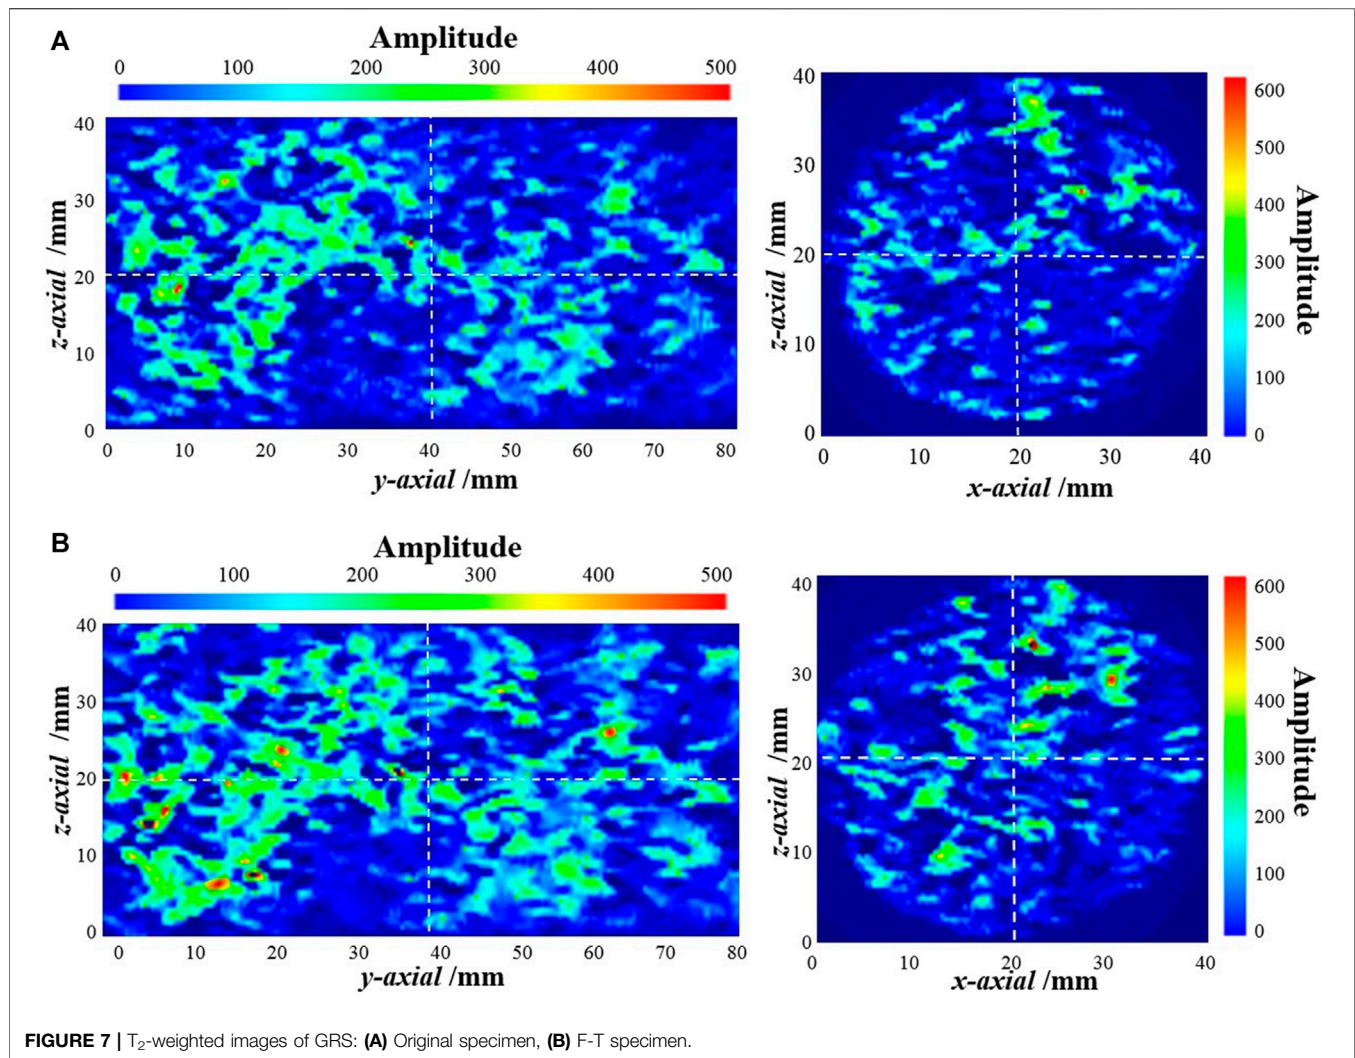 A
Amplitude
0 100 200 300 400 500
40
30
20
10
0
z-axial /mm
0 10 20 30 40 50 60 70 80
y-axial /mm
40
30
20
10
0
z-axial /mm
0 10 20 30 40
x-axial /mm
600
500
400
300
200
100
0
Amplitude
B
Amplitude
0 100 200 300 400 500
40
30
20
10
0
z-axial /mm
0 10 20 30 40 50 60 70 80
y-axial /mm
40
30
20
10
0
z-axial /mm
0 10 20 30 40
x-axial /mm
600
500
400
300
200
100
0
Amplitude
FIGURE 7 | T₂-weighted images of GRS: (A) Original specimen, (B) F-T specimen.